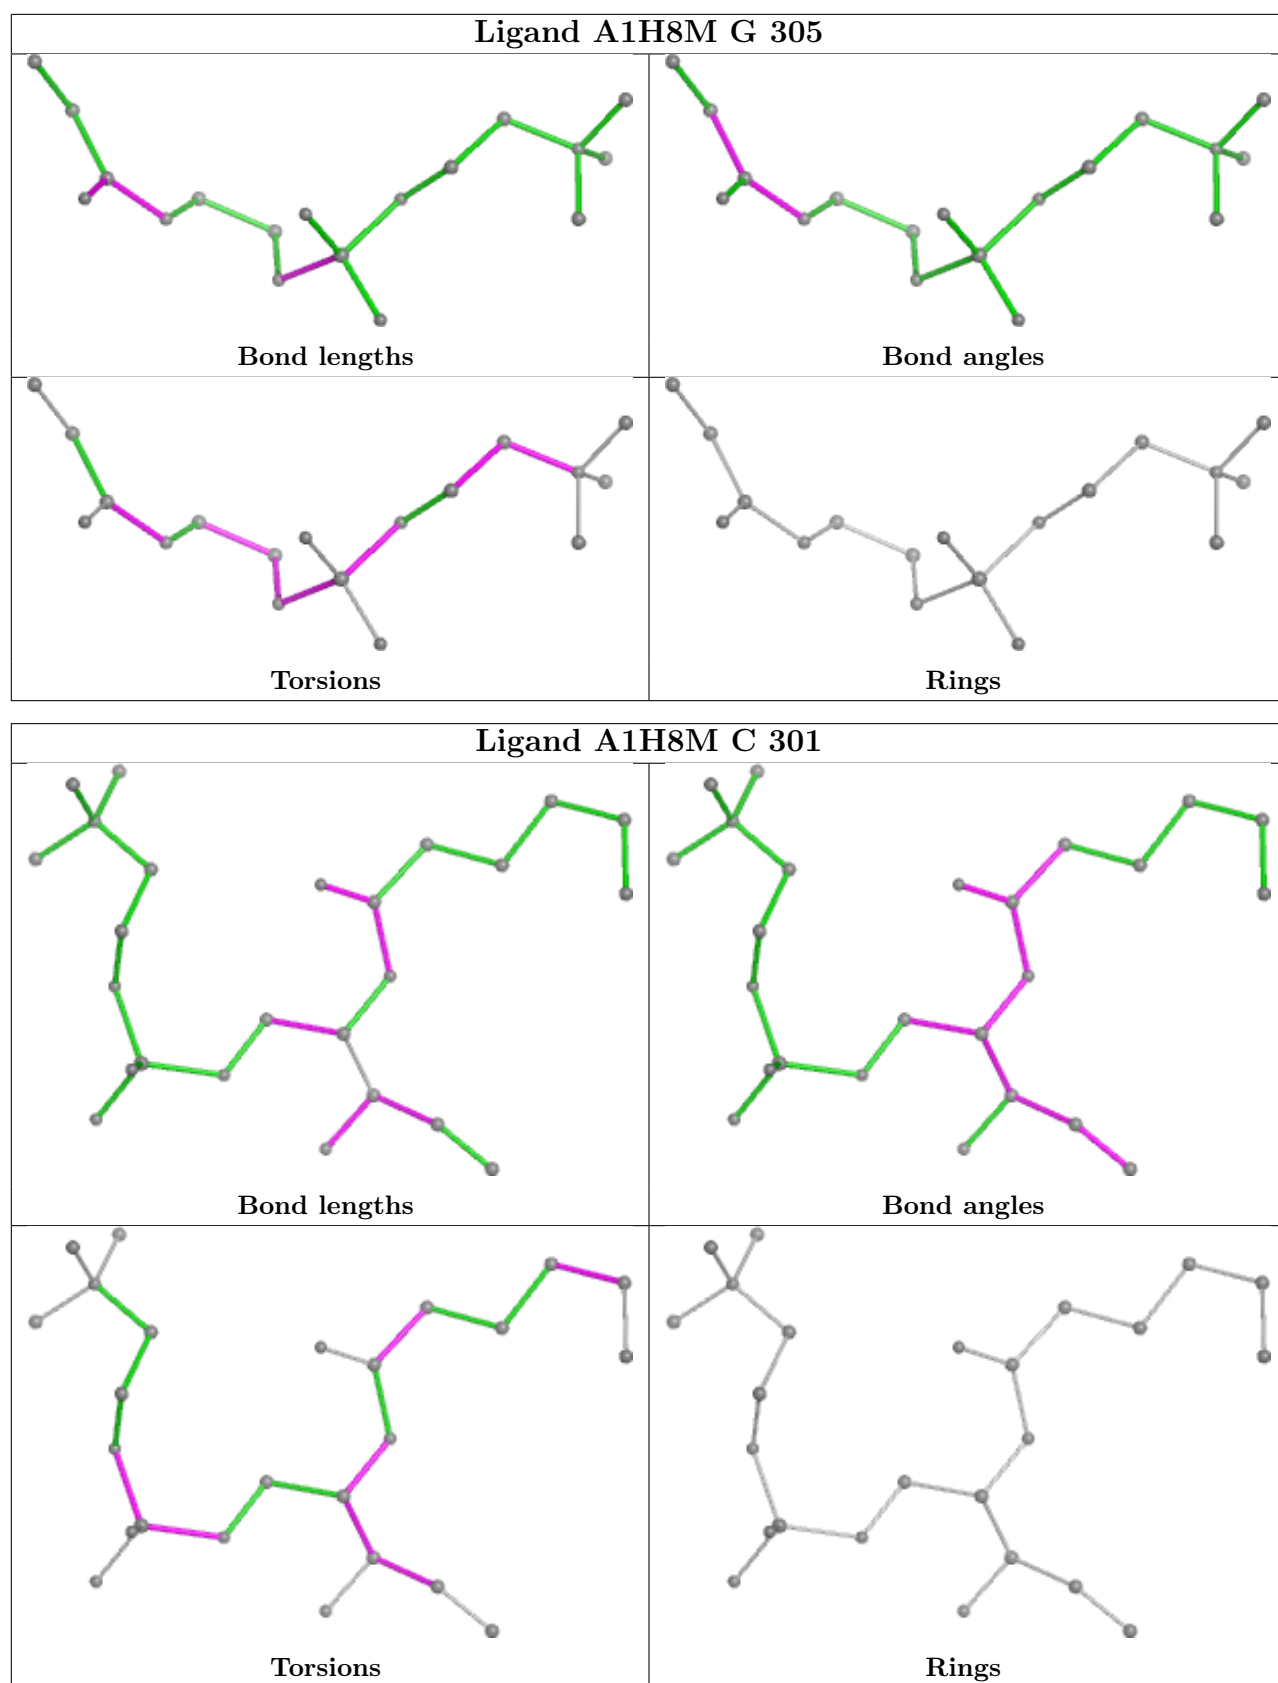 Ligand A1H8M G 305
Bond lengths
Bond angles
Torsions
Rings
Ligand A1H8M C 301
Bond lengths
Bond angles
Torsions
Rings